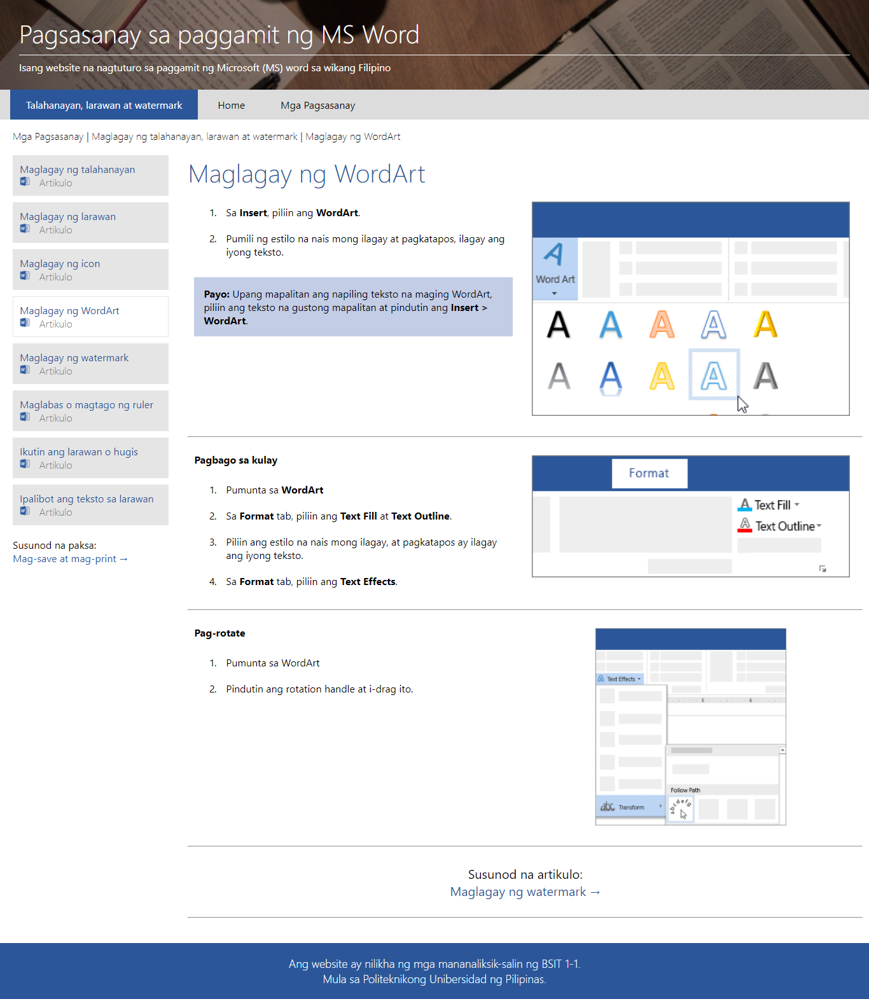 Pagsasanay sa paggamit ng MS Word
Isang website na nagtuturo sa paggamit ng Microsoft (MS) word sa wikang Filipino
Talahanayan, larawan at watermark
Home
Mga Pagsasanay
Mga Pagsasanay | Maglagay ng talahanayan, larawan at watermark | Maglagay ng WordArt
Maglagay ng talahanayan
Artikulo
Maglagay ng larawan
Artikulo
Maglagay ng icon
Artikulo
Maglagay ng WordArt
Artikulo
Maglagay ng watermark
Artikulo
Maglabas o magtago ng ruler
Artikulo
Ikutin ang larawan o hugis
Artikulo
Ipalibot ang teksto sa larawan
Artikulo
Susunod na paksa:
Mag-save at mag-print →
Maglagay ng WordArt
1. Sa Insert, piliin ang WordArt.
2. Pumili ng estilo na nais mong ilagay at pagkatapos, ilagay ang
iyong teksto.
Payo: Upang mapalitan ang napiling teksto na maging WordArt,
piliin ang teksto na gustong mapalitan at pindutin ang Insert >
WordArt.
A
Word Art
A A A A A
A A A A A
Pagbago sa kulay
1. Pumunta sa WordArt
2. Sa Format tab, piliin ang Text Fill at Text Outline.
3. Piliin ang estilo na nais mong ilagay, at pagkatapos ay ilagay
ang iyong teksto.
4. Sa Format tab, piliin ang Text Effects.
Format
A Text Fill
A Text Outline
Pag-rotate
1. Pumunta sa WordArt
2. Pindutin ang rotation handle at i-drag ito.
A Text Effects
5 6
Follow Path
abc Transform
abcdefg
Susunod na artikulo:
Maglagay ng watermark →
Ang website ay nilikha ng mga mananaliksik-salin ng BSIT 1-1.
Mula sa Politeknikong Unibersidad ng Pilipinas.